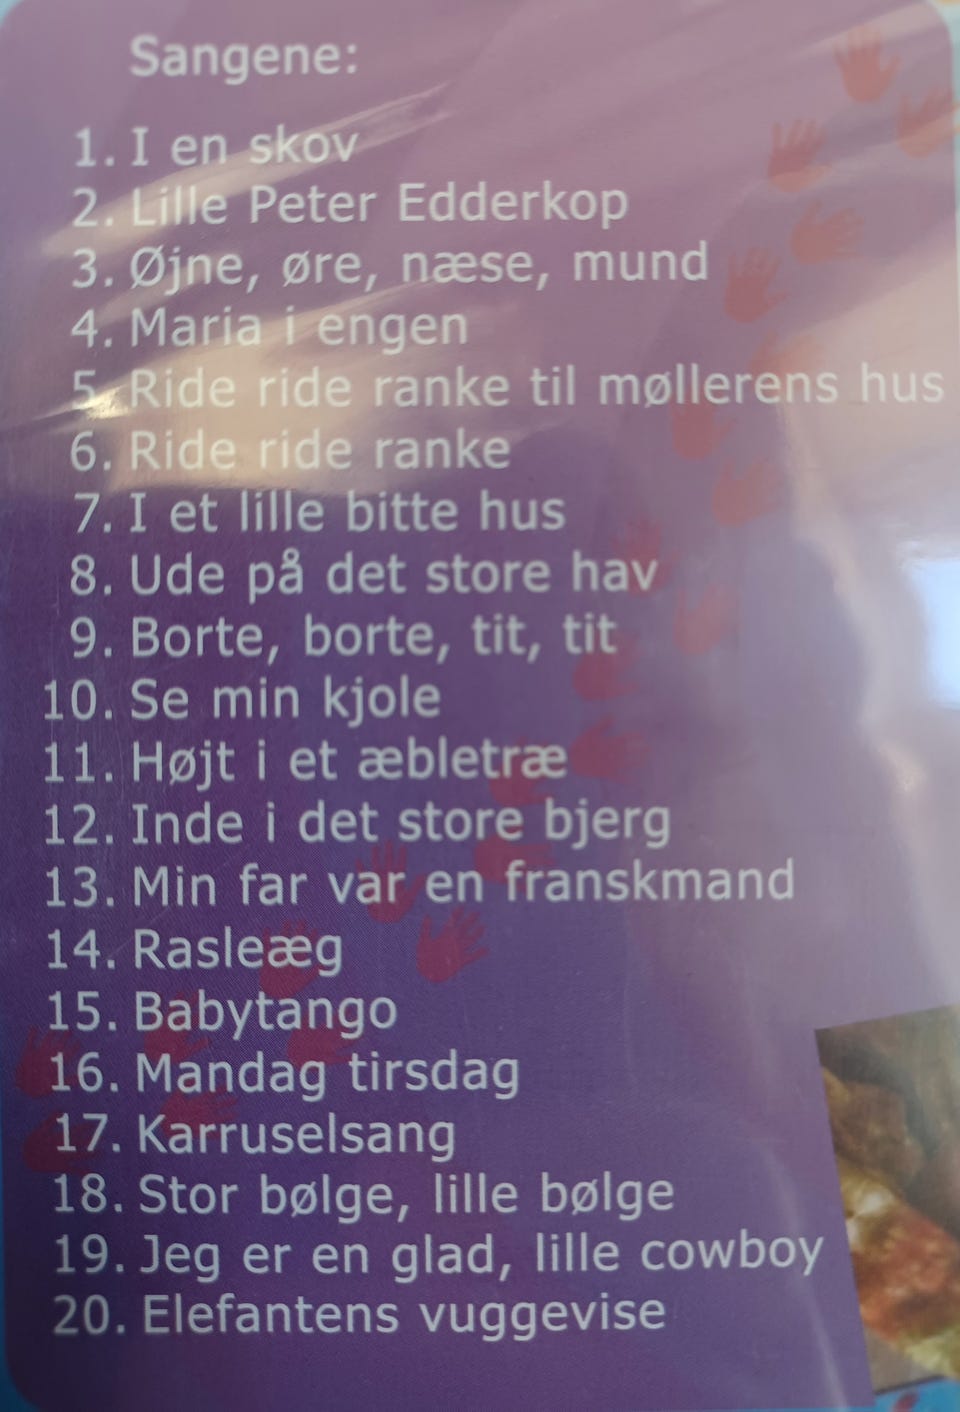 Sangene:
1. I en skov
2. Lille Peter Edderkop
3. Øjne, øre, næse, mund
4. Maria i engen
5. Ride ride ranke til møllerens hus
6. Ride ride ranke
7. I et lille bitte hus
8. Ude på det store hav
9. Borte, borte, tit, tit
10. Se min kjole
11. Højt i et æbletræ
12. Inde i det store bjerg
13. Min far var en franskmand
14. Rasleæg
15. Babytango
16. Mandag tirsdag
17. Karruselsang
18. Stor bølge, lille bølge
19. Jeg er en glad, lille cowboy
20. Elefantens vuggevise